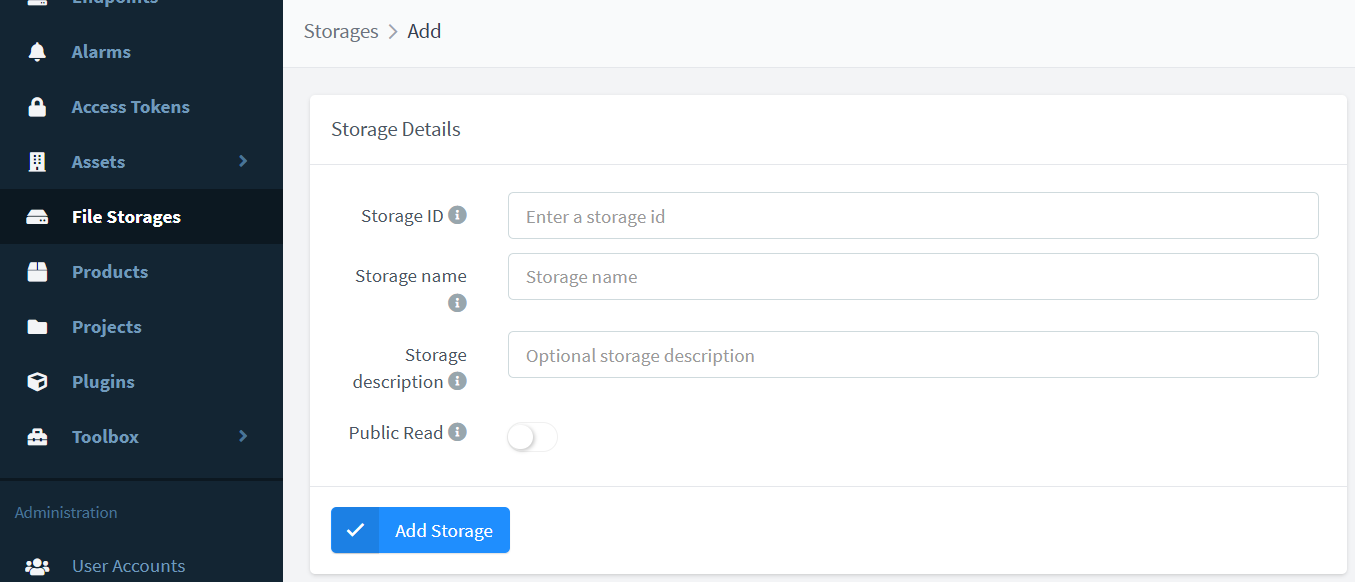 Endpoints
Alarms
Access Tokens
Assets
File Storages
Products
Projects
Plugins
Toolbox
Administration
User Accounts
Storages > Add
Storage Details
Storage ID
Enter a storage id
Storage name
Storage name
Storage
description
Optional storage description
Public Read
Add Storage